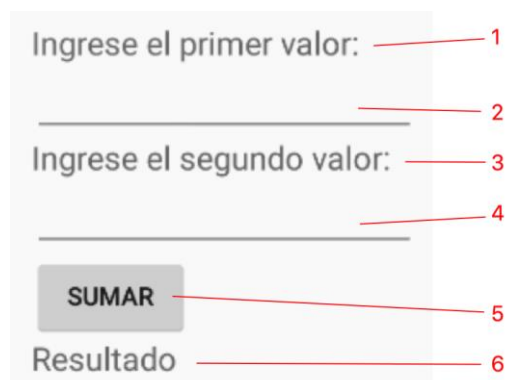 Ingrese el primer valor: 1
2
Ingrese el segundo valor: 3
4
SUMAR 5
Resultado 6